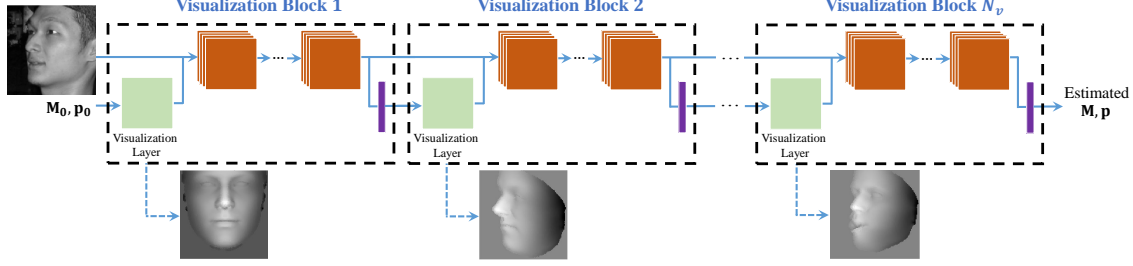 Visualization Block 1
Visualization Block 2
Visualization Block N_v
M_0, p_0
Visualization
Layer
Visualization
Layer
...
Visualization
Layer
Estimated
M, p